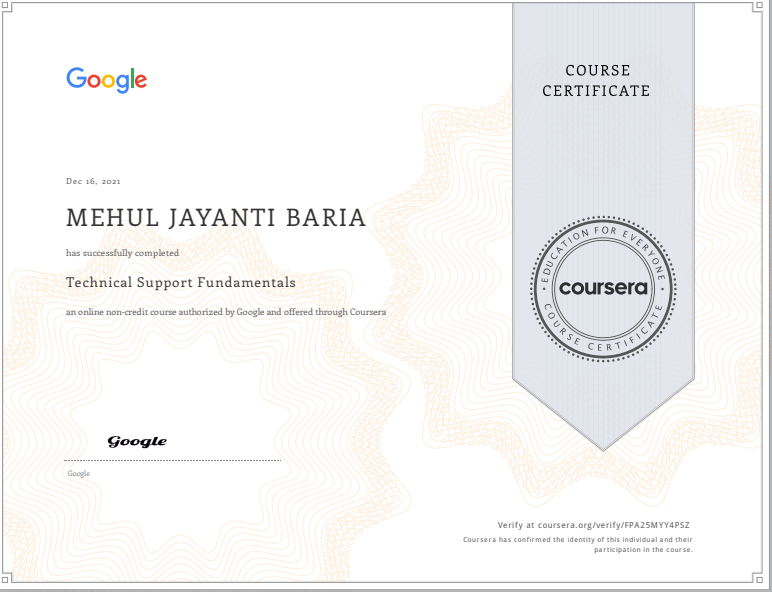 Google
COURSE
CERTIFICATE
Dec 16, 2021
MEHUL JAYANTI BARIA
has successfully completed
Technical Support Fundamentals
an online non-credit course authorized by Google and offered through Coursera
EDUCATION FOR EVERYONE
coursera
COURSE CERTIFICATE
Google
Google
Verify at coursera.org/verify/FPA25MYY4PSZ
Coursera has confirmed the identity of this individual and their
participation in the course.